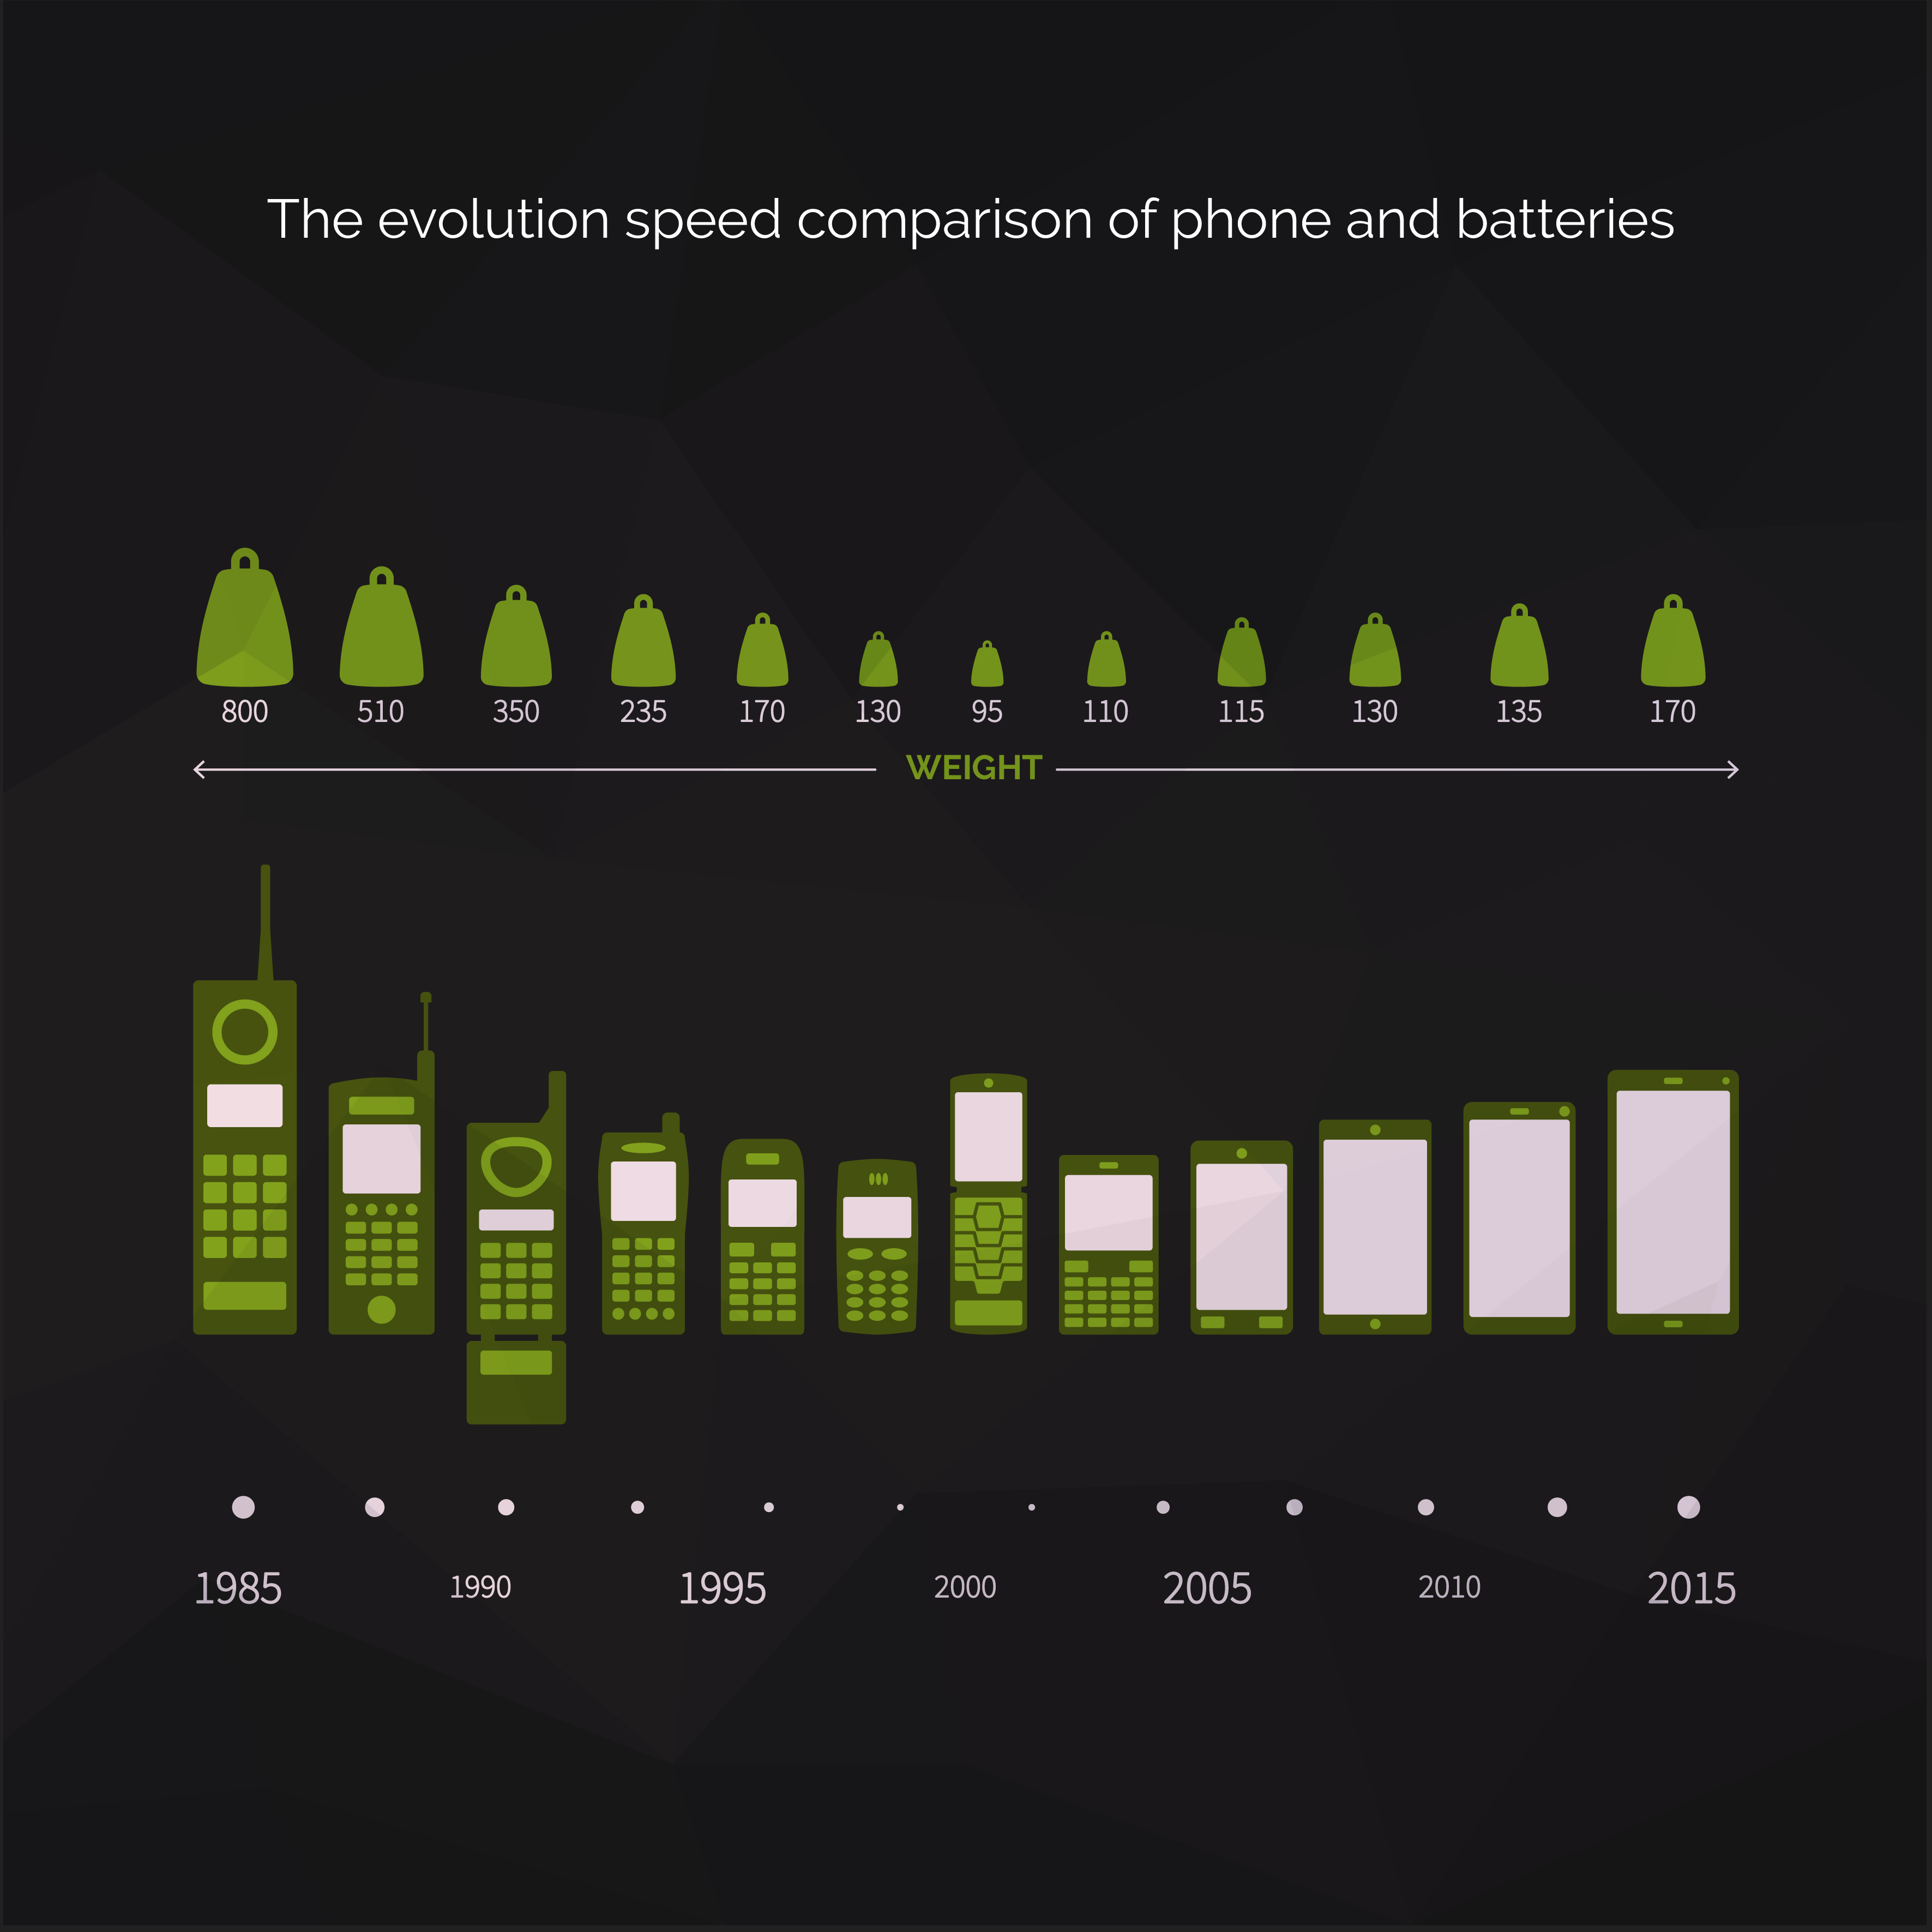 The evolution speed comparison of phone and batteries
800 510 350 235 170 130 95 110 115 130 135 170
WEIGHT
1985 1990 1995 2000 2005 2010 2015